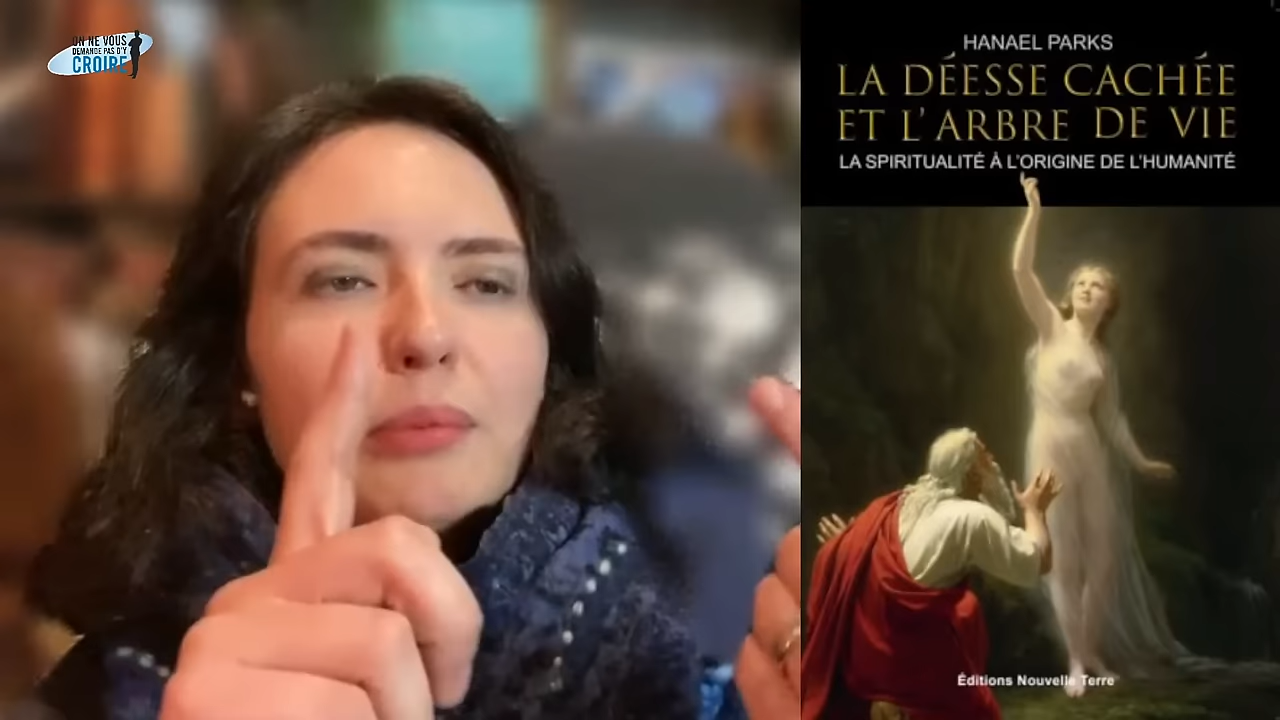 ON NE VOUS
DEMANDE PAS D'Y
CROIRE
HANAEL PARKS
LA DÉESSE CACHÉE
ET L'ARBRE DE VIE
LA SPIRITUALITÉ À L'ORIGINE DE L'HUMANITÉ
Éditions Nouvelle Terre